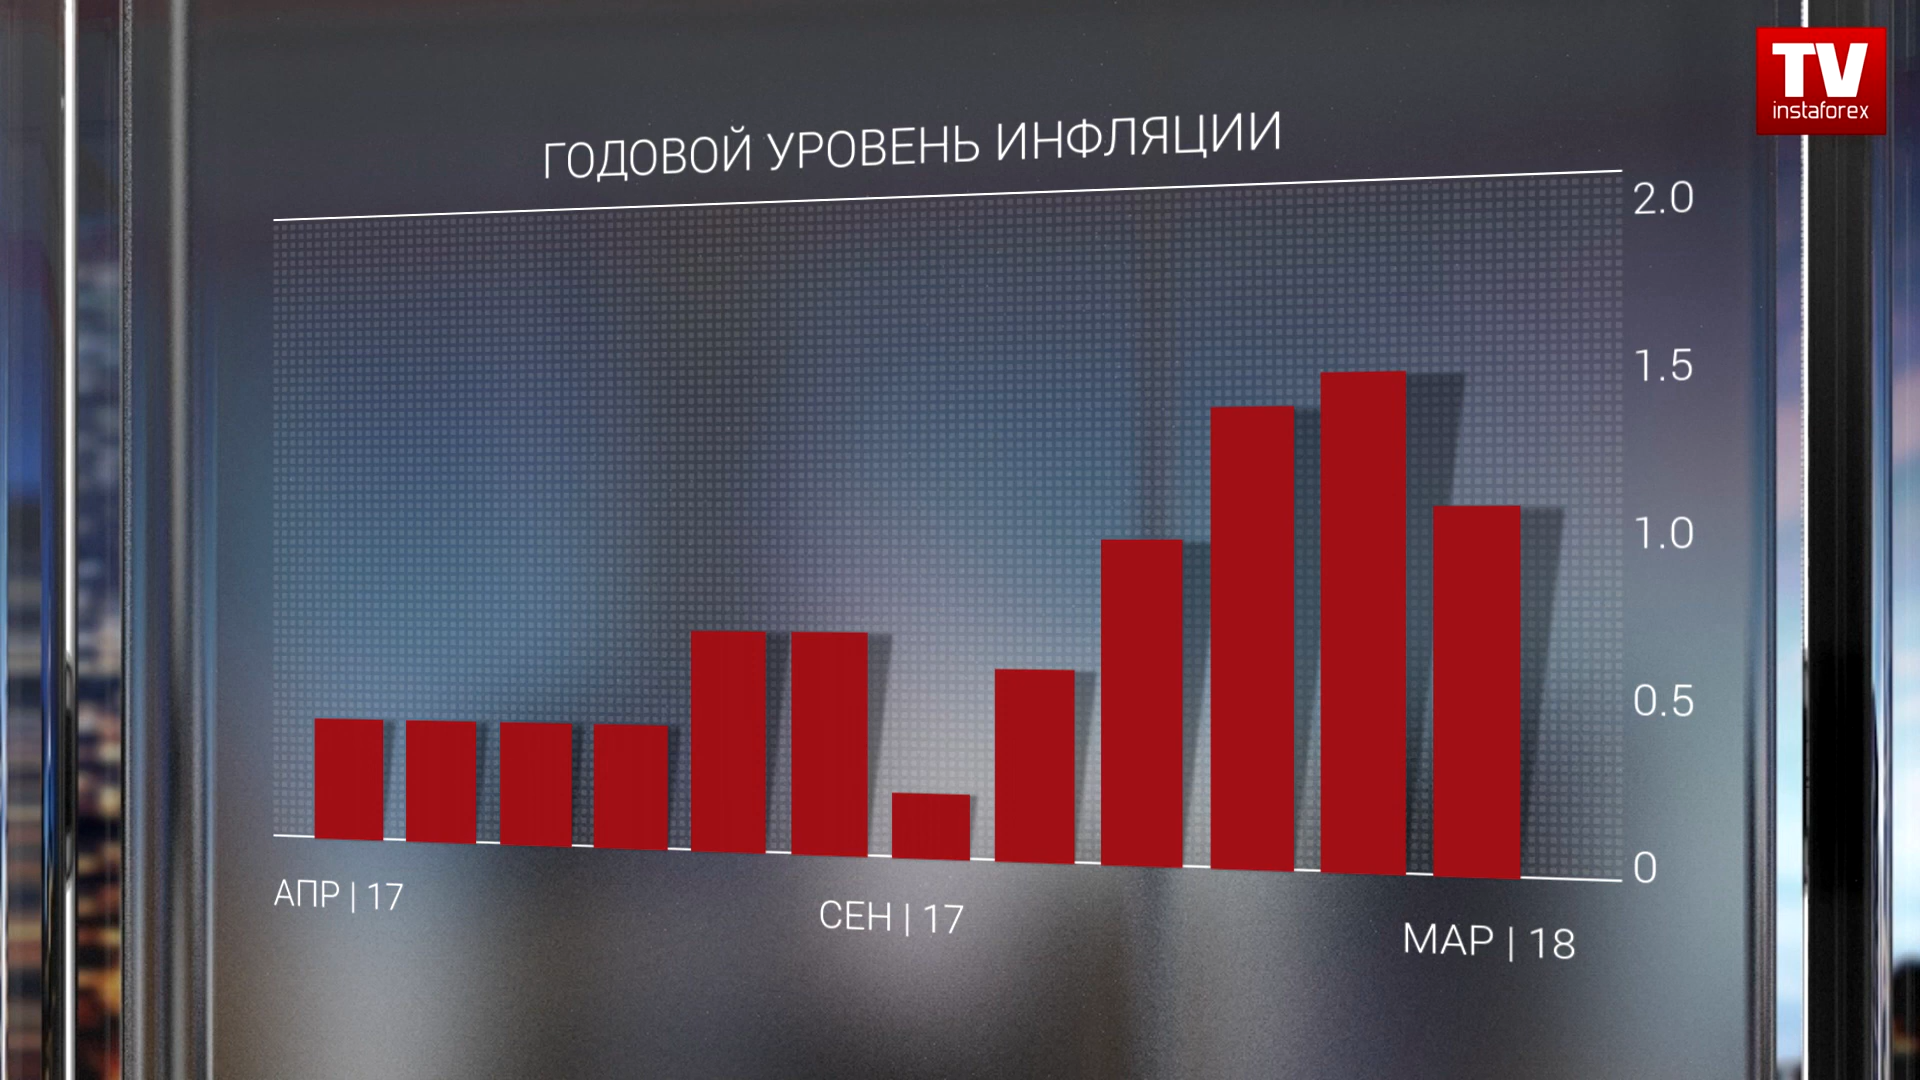 TV
instaforex
ГОДОВОЙ УРОВЕНЬ ИНФЛЯЦИИ
2.0
1.5
1.0
0.5
0
АПР | 17
СЕН | 17
МАР | 18